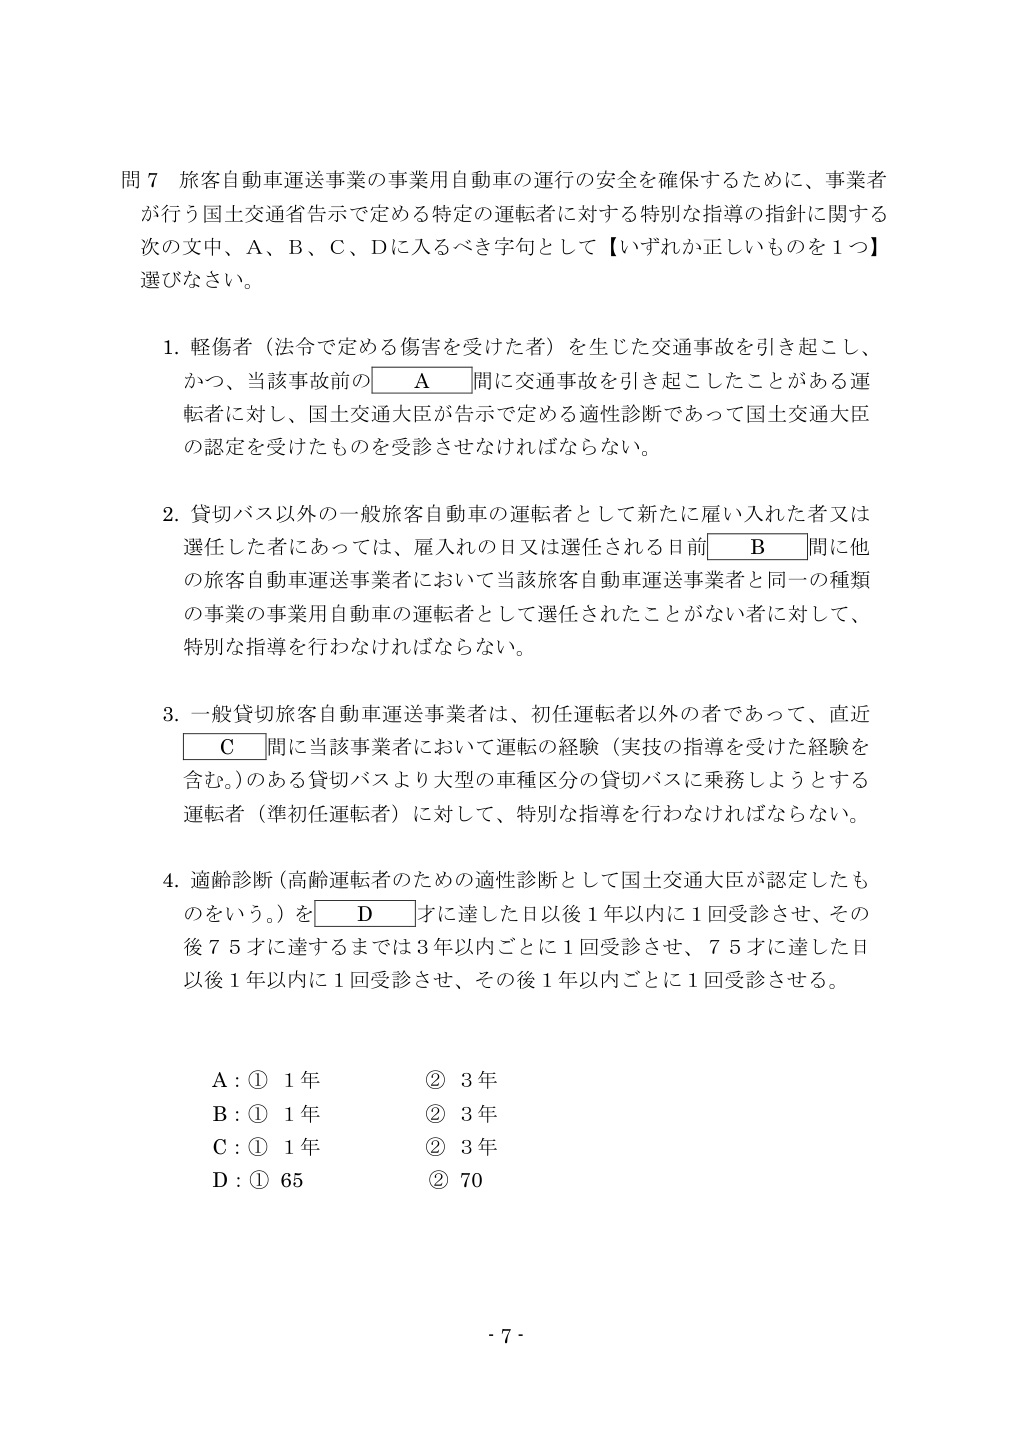 問７ 旅客自動車運送事業の事業用自動車の運行の安全を確保するために、事業者
が行う国土交通省告示で定める特定の運転者に対する特別な指導の指針に関する
次の文中、Ａ、Ｂ、Ｃ、Ｄに入るべき字句として【いずれか正しいものを１つ】
選びなさい。
1. 軽傷者（法令で定める傷害を受けた者）を生じた交通事故を引き起こし、
かつ、当該事故前の A 間に交通事故を引き起こしたことがある運
転者に対し、国土交通大臣が告示で定める適性診断であって国土交通大臣
の認定を受けたものを受診させなければならない。
2. 貸切バス以外の一般旅客自動車の運転者として新たに雇い入れた者又は
選任した者にあっては、雇入れの日又は選任される日前 B 間に他
の旅客自動車運送事業者において当該旅客自動車運送事業者と同一の種類
の事業の事業用自動車の運転者として選任されたことがない者に対して、
特別な指導を行わなければならない。
3. 一般貸切旅客自動車運送事業者は、初任運転者以外の者であって、直近
C 間に当該事業者において運転の経験（実技の指導を受けた経験を
含む。）のある貸切バスより大型の車種区分の貸切バスに乗務しようとする
運転者（準初任運転者）に対して、特別な指導を行わなければならない。
4. 適齢診断（高齢運転者のための適性診断として国土交通大臣が認定したも
のをいう。）を D 才に達した日以後１年以内に１回受診させ、その
後７５才に達するまでは３年以内ごとに１回受診させ、７５才に達した日
以後１年以内に１回受診させ、その後１年以内ごとに１回受診させる。
A：① １年 ② ３年
B：① １年 ② ３年
C：① １年 ② ３年
D：① 65 ② 70
- 7 -